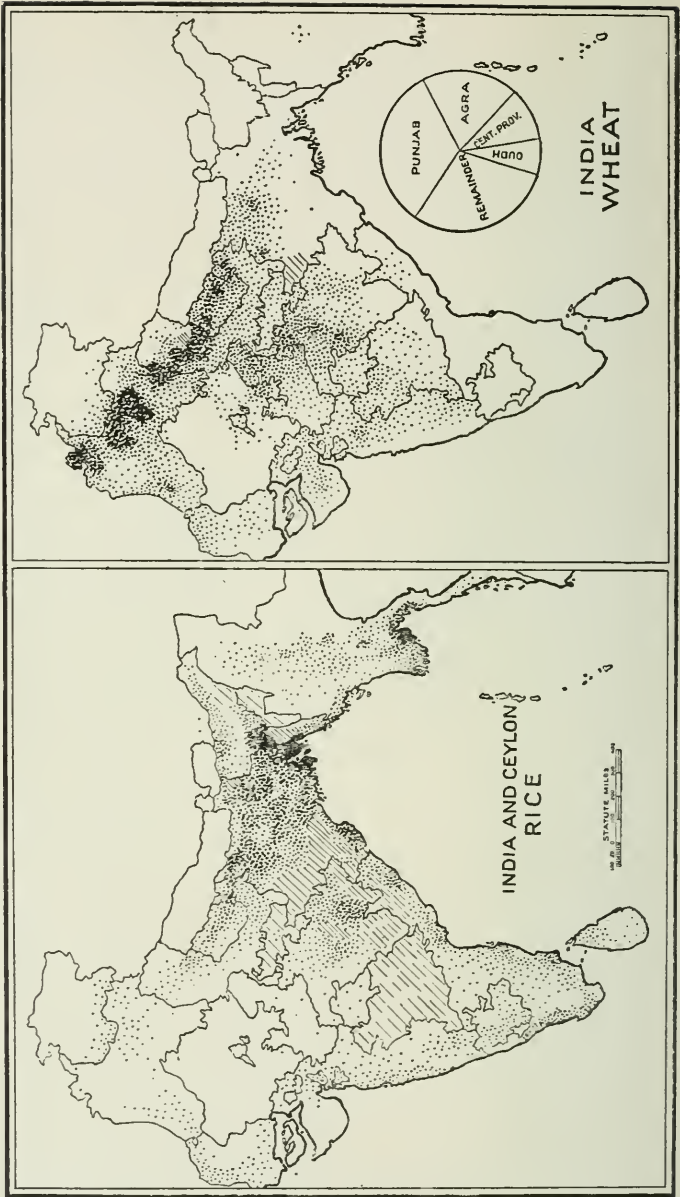 PUNJAB
AGRA
CENT. PROV.
OUDH
REMAINDER
INDIA
WHEAT
INDIA AND CEYLON
RICE
STATUTE MILES